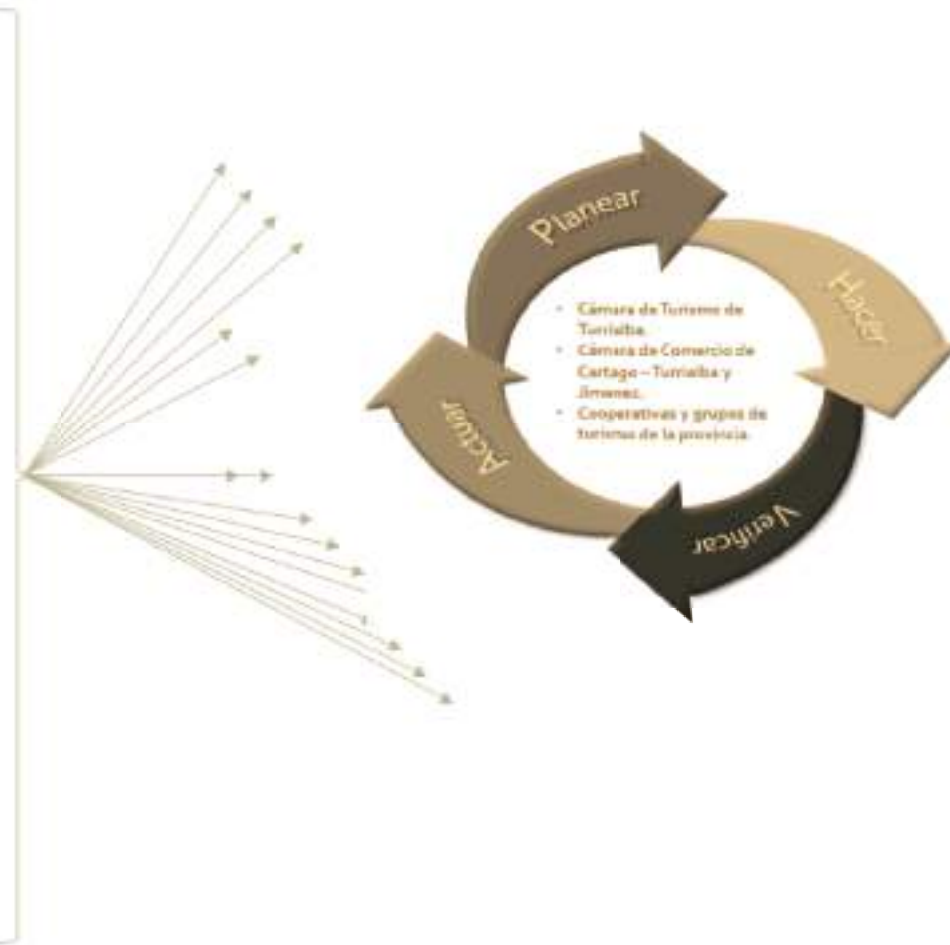 Planear
Hacer
• Cámara de Turismo de
Turrialba.
• Cámara de Comercio de
Cartago – Turrialba y
Jimenez.
• Cooperativas y grupos de
turismo de la provincia.
Actuar
Verificar